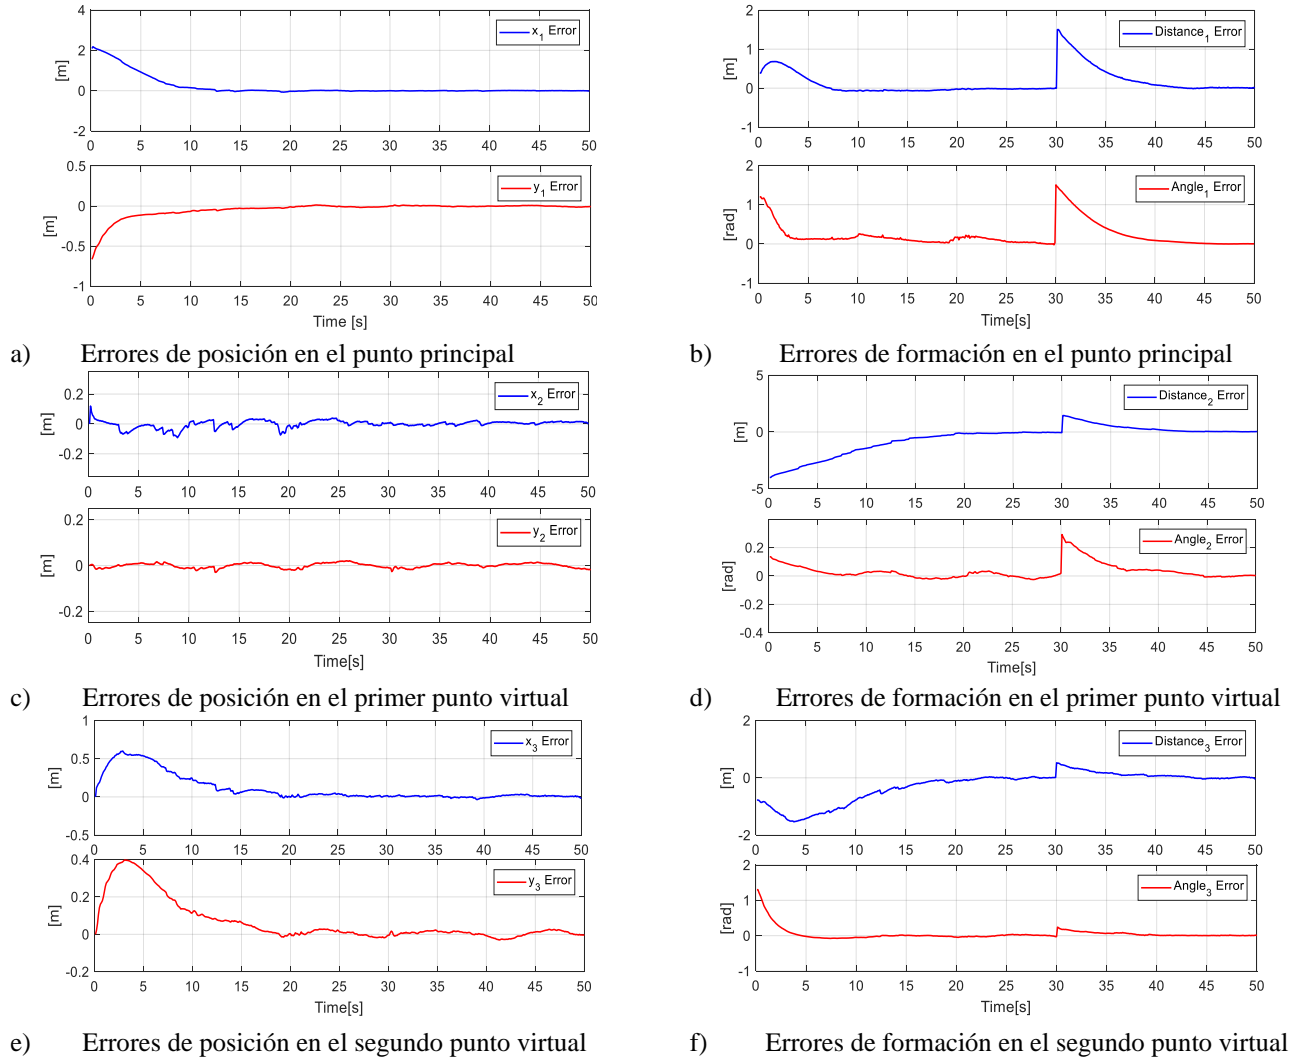 4
2
0
-2
[m]
x1 Error
0 5 10 15 20 25 30 35 40 45 50
0.5
0
-0.5
-1
[m]
y1 Error
0 5 10 15 20 25 30 35 40 45 50
Time [s]
a) Errores de posición en el punto principal
2
1
0
-1
[m]
Distance1 Error
0 5 10 15 20 25 30 35 40 45 50
2
1
0
-1
[rad]
Angle1 Error
0 5 10 15 20 25 30 35 40 45 50
Time[s]
b) Errores de formación en el punto principal
0.2
0
-0.2
[m]
x2 Error
0 5 10 15 20 25 30 35 40 45 50
0.2
0
-0.2
[m]
y2 Error
0 5 10 15 20 25 30 35 40 45 50
Time[s]
c) Errores de posición en el primer punto virtual
5
0
-5
[m]
Distance2 Error
0 5 10 15 20 25 30 35 40 45 50
0.2
0
-0.2
-0.4
[rad]
Angle2 Error
0 5 10 15 20 25 30 35 40 45 50
Time[s]
d) Errores de formación en el primer punto virtual
1
0.5
0
-0.5
[m]
x3 Error
0 5 10 15 20 25 30 35 40 45 50
0.4
0.2
0
-0.2
[m]
y3 Error
0 5 10 15 20 25 30 35 40 45 50
Time[s]
e) Errores de posición en el segundo punto virtual
2
0
-2
[m]
Distance3 Error
0 5 10 15 20 25 30 35 40 45 50
2
1
0
-1
[rad]
Angle3 Error
0 5 10 15 20 25 30 35 40 45 50
Time[s]
f) Errores de formación en el segundo punto virtual